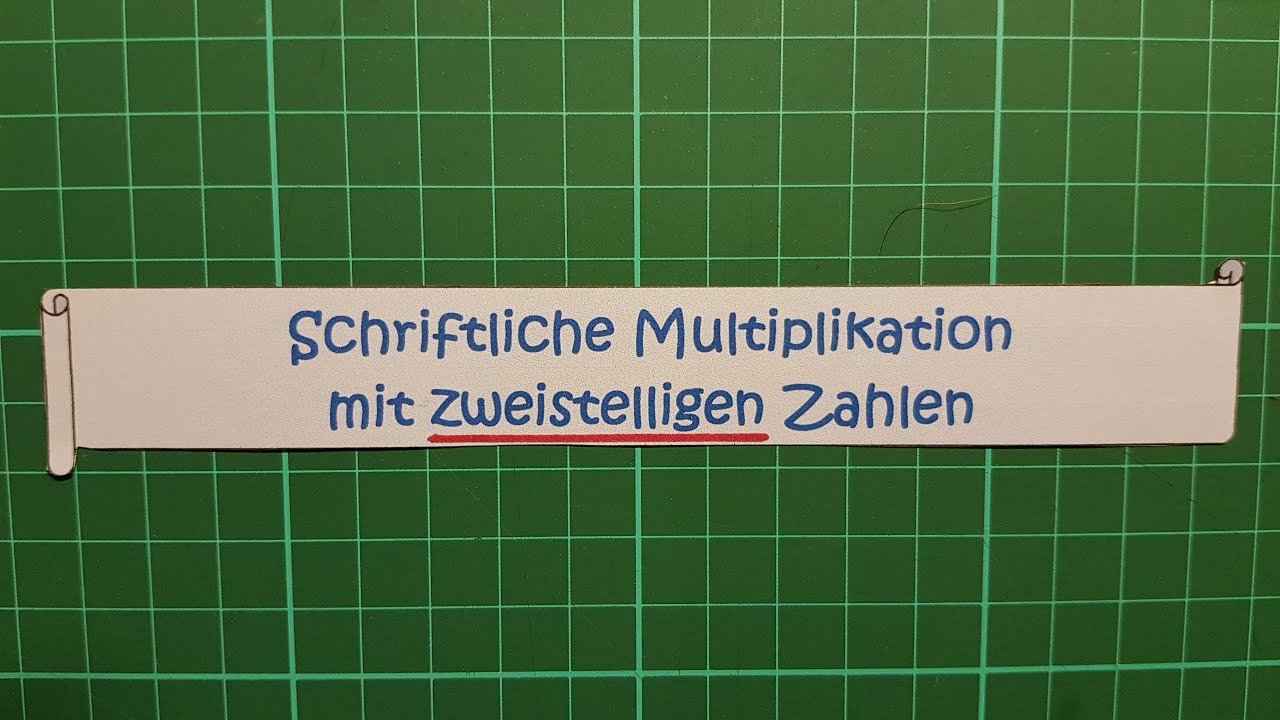 Schriftliche Multiplikation
mit zweistelligen Zahlen